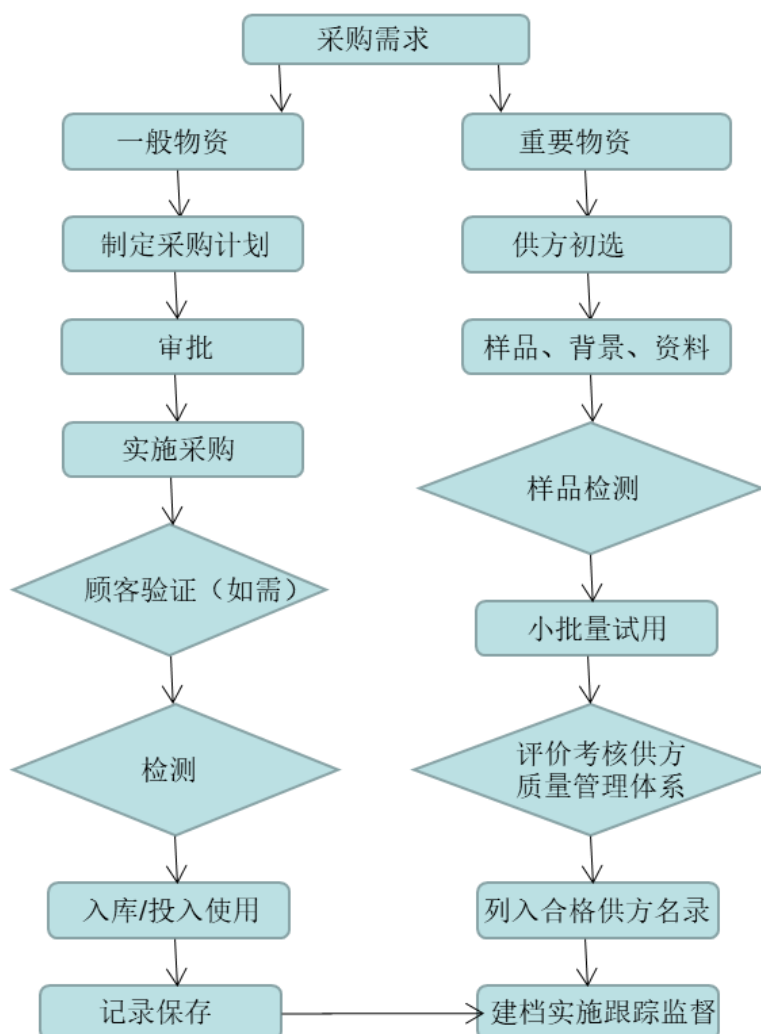 采购需求
一般物资
重要物资
制定采购计划
供方初选
审批
样品、背景、资料
实施采购
样品检测
顾客验证（如需）
小批量试用
检测
评价考核供方
质量管理体系
入库/投入使用
列入合格供方名录
记录保存
建档实施跟踪监督